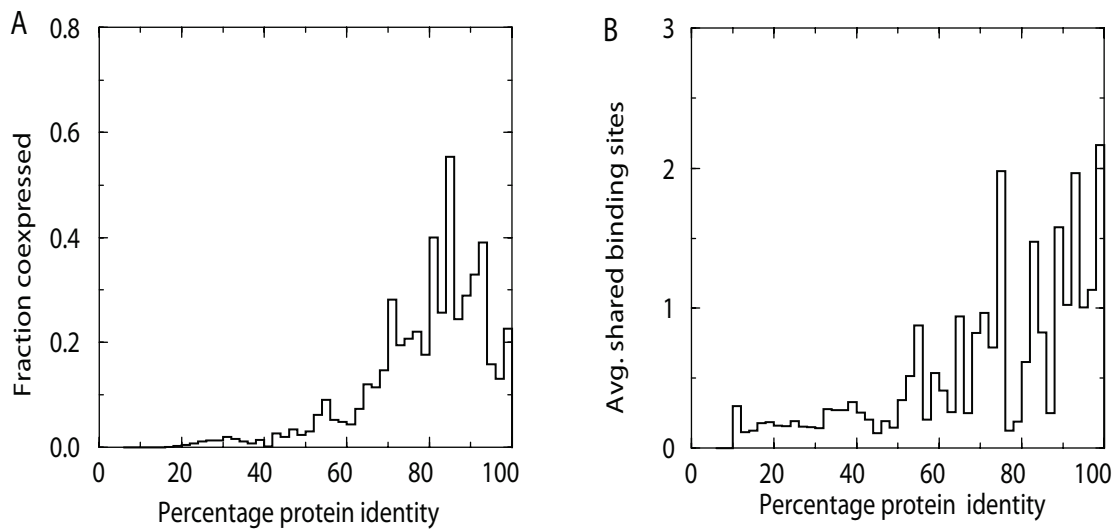 A
Fraction coexpressed
0.8
0.6
0.4
0.2
0.0
0 20 40 60 80 100
Percentage protein identity
B
Avg. shared binding sites
3
2
1
0
0 20 40 60 80 100
Percentage protein identity